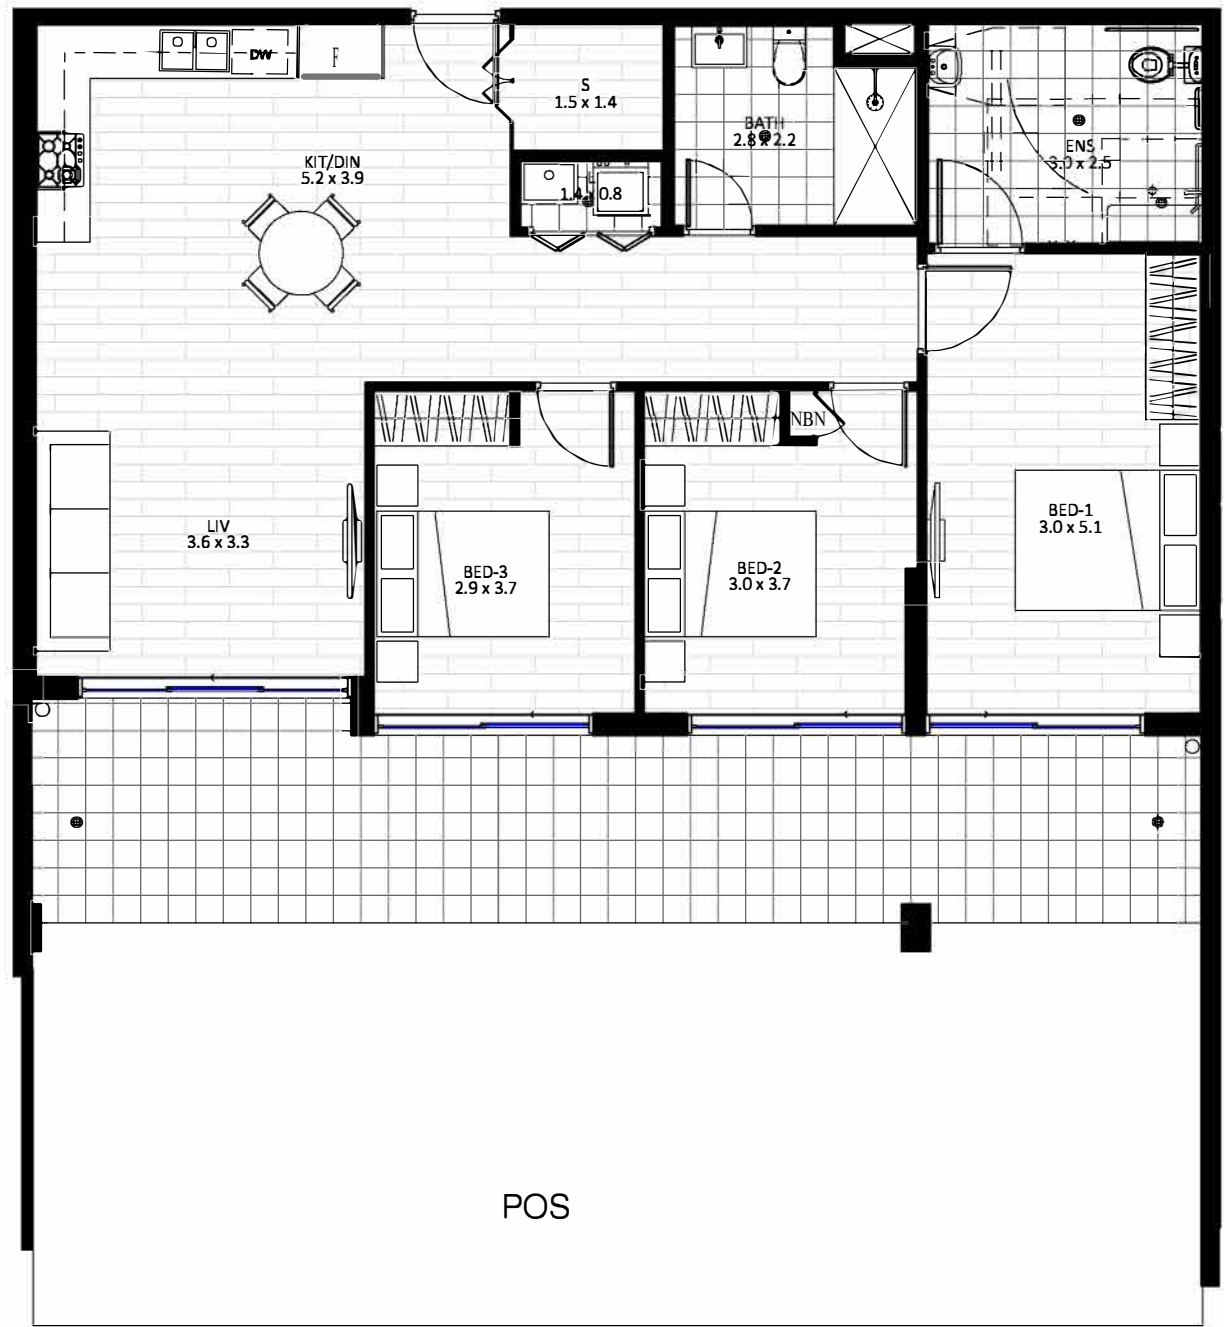 DW
F
S
1.5 x 1.4
BATH
2.8 x 2.2
ENS
3.0 x 2.5
KIT/DIN
5.2 x 3.9
1.4 x 0.8
NBN
LIV
3.6 x 3.3
BED-3
2.9 x 3.7
BED-2
3.0 x 3.7
BED-1
3.0 x 5.1
POS